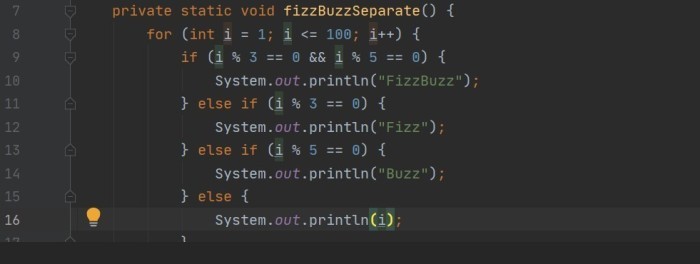 7 private static void fizzBuzzSeparate() {
8 for (int i = 1; i <= 100; i++) {
9 if (i % 3 == 0 && i % 5 == 0) {
10 System.out.println("FizzBuzz");
11 } else if (i % 3 == 0) {
12 System.out.println("Fizz");
13 } else if (i % 5 == 0) {
14 System.out.println("Buzz");
15 } else {
16 System.out.println(i);
17 }